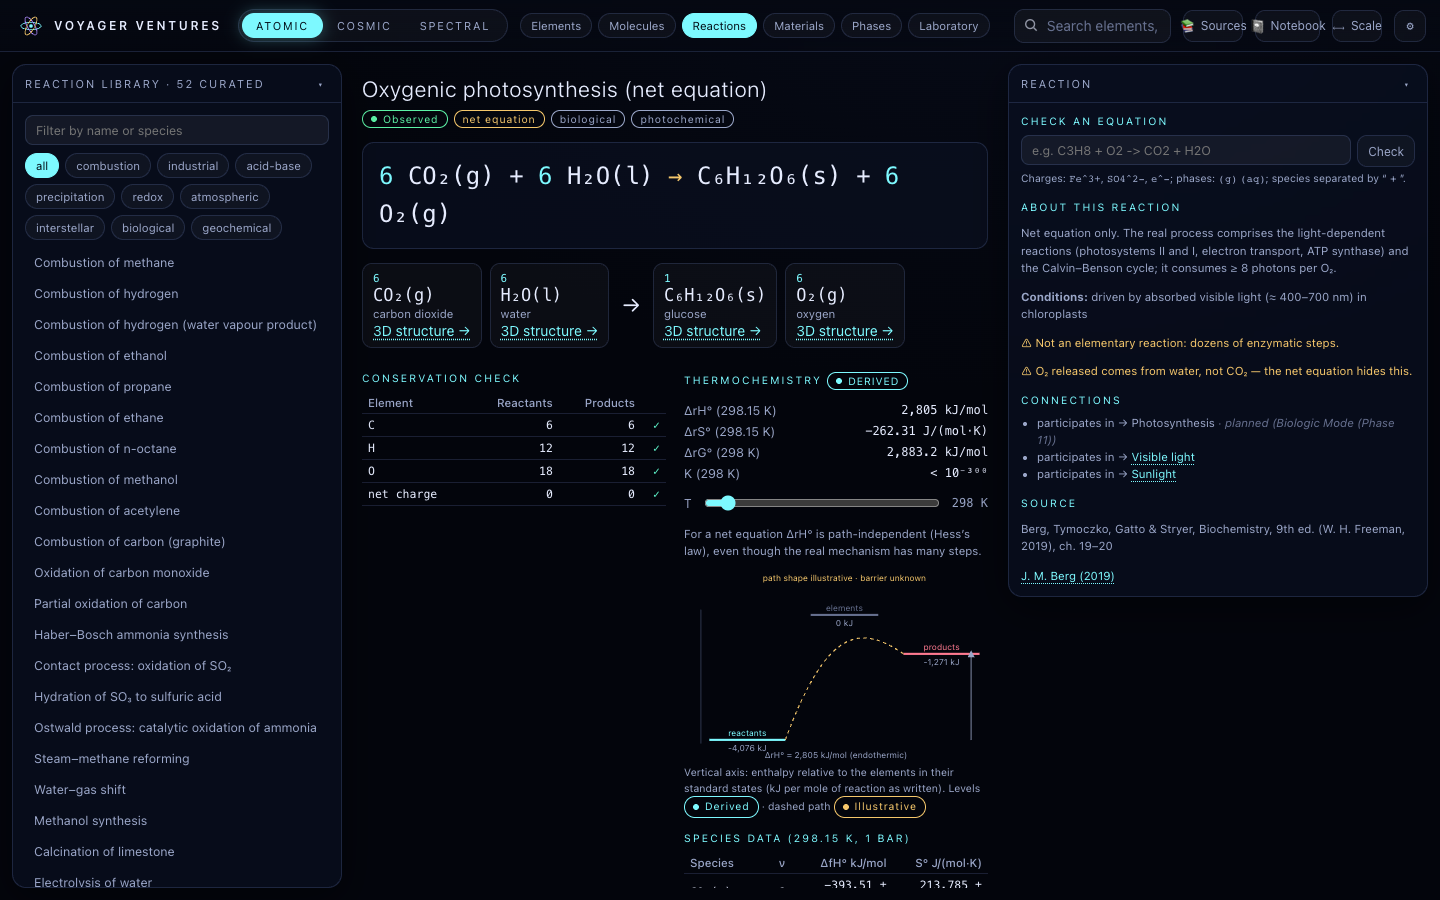 VOYAGER VENTURES
ATOMIC COSMIC SPECTRAL
Elements Molecules Reactions Materials Phases Laboratory
Search elements,
Sources Notebook Scale
REACTION LIBRARY · 52 CURATED
Filter by name or species
all combustion industrial acid-base
precipitation redox atmospheric
interstellar biological geochemical
Combustion of methane
Combustion of hydrogen
Combustion of hydrogen (water vapour product)
Combustion of ethanol
Combustion of propane
Combustion of ethane
Combustion of n-octane
Combustion of methanol
Combustion of acetylene
Combustion of carbon (graphite)
Oxidation of carbon monoxide
Partial oxidation of carbon
Haber–Bosch ammonia synthesis
Contact process: oxidation of SO₂
Hydration of SO₃ to sulfuric acid
Ostwald process: catalytic oxidation of ammonia
Steam–methane reforming
Water–gas shift
Methanol synthesis
Calcination of limestone
Electrolysis of water
Oxygenic photosynthesis (net equation)
Observed net equation biological photochemical
6 CO₂(g) + 6 H₂O(l) → C₆H₁₂O₆(s) + 6
O₂(g)
6
CO₂(g)
carbon dioxide
3D structure →
6
H₂O(l)
water
3D structure →
→
1
C₆H₁₂O₆(s)
glucose
3D structure →
6
O₂(g)
oxygen
3D structure →
CONSERVATION CHECK
Element Reactants Products
C 6 6 ✓
H 12 12 ✓
O 18 18 ✓
net charge 0 0 ✓
THERMOCHEMISTRY DERIVED
ΔrH° (298.15 K) 2,805 kJ/mol
ΔrS° (298.15 K) −262.31 J/(mol·K)
ΔrG° (298 K) 2,883.2 kJ/mol
K (298 K) < 10⁻³⁰⁰
T 298 K
For a net equation ΔrH° is path-independent (Hess's
law), even though the real mechanism has many steps.
path shape illustrative · barrier unknown
elements
0 kJ
products
-1,271 kJ
reactants
-4,076 kJ
ΔrH° = 2,805 kJ/mol (endothermic)
Vertical axis: enthalpy relative to the elements in their
standard states (kJ per mole of reaction as written). Levels
Derived · dashed path Illustrative
SPECIES DATA (298.15 K, 1 BAR)
Species ν ΔfH° kJ/mol S° J/(mol·K)
−393.51 ± 213.785 ±
REACTION
CHECK AN EQUATION
e.g. C3H8 + O2 -> CO2 + H2O Check
Charges: Fe^3+, SO4^2−, e^−; phases: (g) (aq); species separated by " + ".
ABOUT THIS REACTION
Net equation only. The real process comprises the light-dependent
reactions (photosystems II and I, electron transport, ATP synthase) and
the Calvin–Benson cycle; it consumes ≥ 8 photons per O₂.
Conditions: driven by absorbed visible light (≈ 400–700 nm) in
chloroplasts
⚠ Not an elementary reaction: dozens of enzymatic steps.
⚠ O₂ released comes from water, not CO₂ — the net equation hides this.
CONNECTIONS
participates in → Photosynthesis · planned (Biologic Mode (Phase
11))
participates in → Visible light
participates in → Sunlight
SOURCE
Berg, Tymoczko, Gatto & Stryer, Biochemistry, 9th ed. (W. H. Freeman,
2019), ch. 19–20
J. M. Berg (2019)